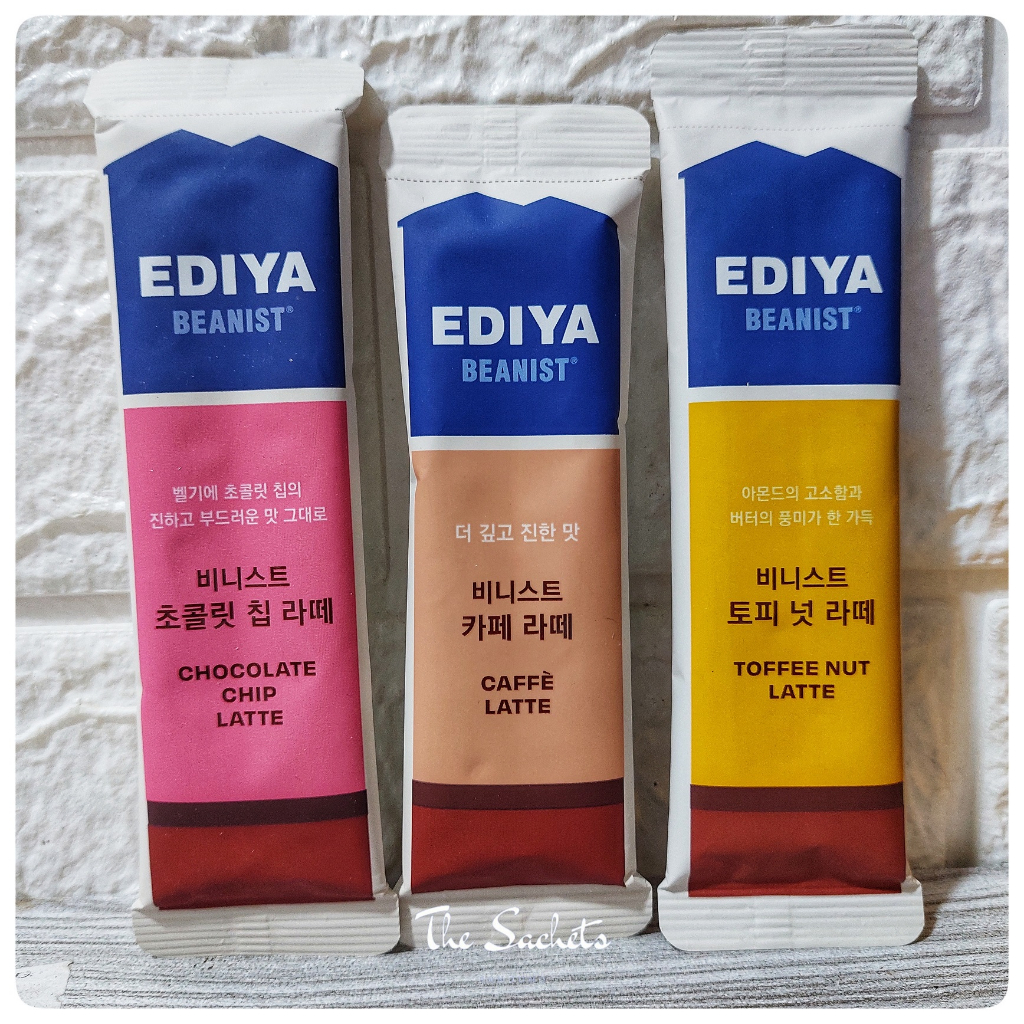 EDIYA
BEANIST®
벨기에 초콜릿 칩의
진하고 부드러운 맛 그대로
비니스트
초콜릿 칩 라떼
CHOCOLATE
CHIP
LATTE
EDIYA
BEANIST®
더 깊고 진한 맛
비니스트
카페 라떼
CAFFÈ
LATTE
EDIYA
BEANIST®
아몬드의 고소함과
버터의 풍미가 한 가득
비니스트
토피 넛 라떼
TOFFEE NUT
LATTE
The Sachets